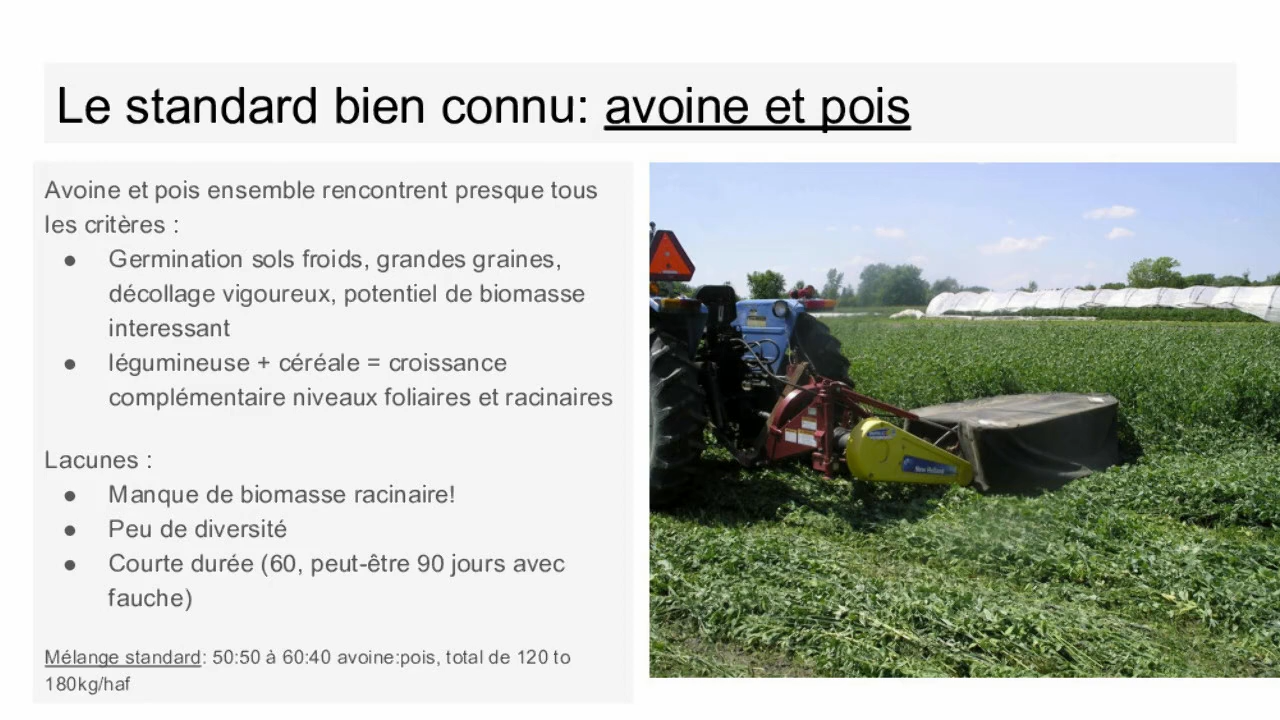 Le standard bien connu: avoine et pois
Avoine et pois ensemble rencontrent presque tous
les critères :
● Germination sols froids, grandes graines,
décollage vigoureux, potentiel de biomasse
interessant
● légumineuse + céréale = croissance
complémentaire niveaux foliaires et racinaires
Lacunes :
● Manque de biomasse racinaire!
● Peu de diversité
● Courte durée (60, peut-être 90 jours avec
fauche)
Mélange standard: 50:50 à 60:40 avoine:pois, total de 120 to
180kg/haf
New Holland